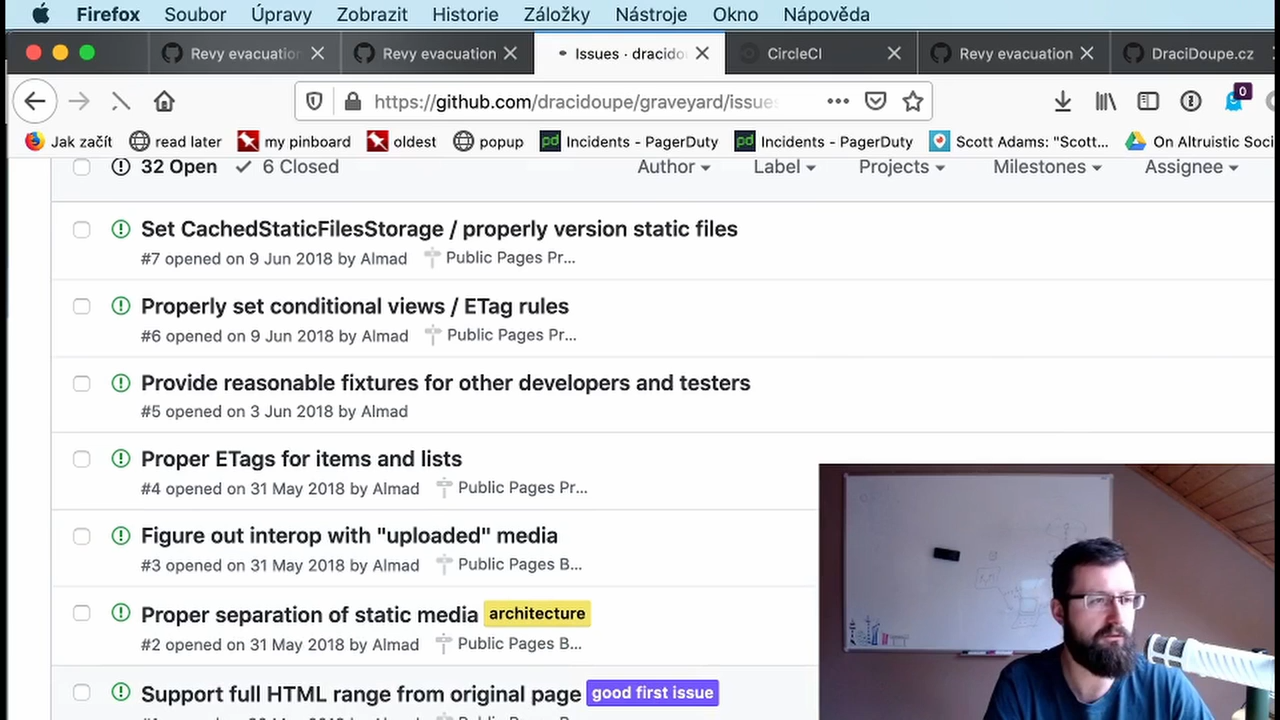 Firefox Soubor Úpravy Zobrazit Historie Záložky Nástroje Okno Nápověda
Revy evacuation Revy evacuation Issues · dracido CircleCI Revy evacuation DraciDoupe.cz
https://github.com/dracidoupe/graveyard/issues 0
Jak začít read later my pinboard oldest popup Incidents - PagerDuty Incidents - PagerDuty Scott Adams: "Scott... On Altruistic Soci
32 Open 6 Closed Author Label Projects Milestones Assignee
Set CachedStaticFilesStorage / properly version static files
#7 opened on 9 Jun 2018 by Almad Public Pages Pr...
Properly set conditional views / ETag rules
#6 opened on 9 Jun 2018 by Almad Public Pages Pr...
Provide reasonable fixtures for other developers and testers
#5 opened on 3 Jun 2018 by Almad
Proper ETags for items and lists
#4 opened on 31 May 2018 by Almad Public Pages Pr...
Figure out interop with "uploaded" media
#3 opened on 31 May 2018 by Almad Public Pages B...
Proper separation of static media architecture
#2 opened on 31 May 2018 by Almad Public Pages B...
Support full HTML range from original page good first issue